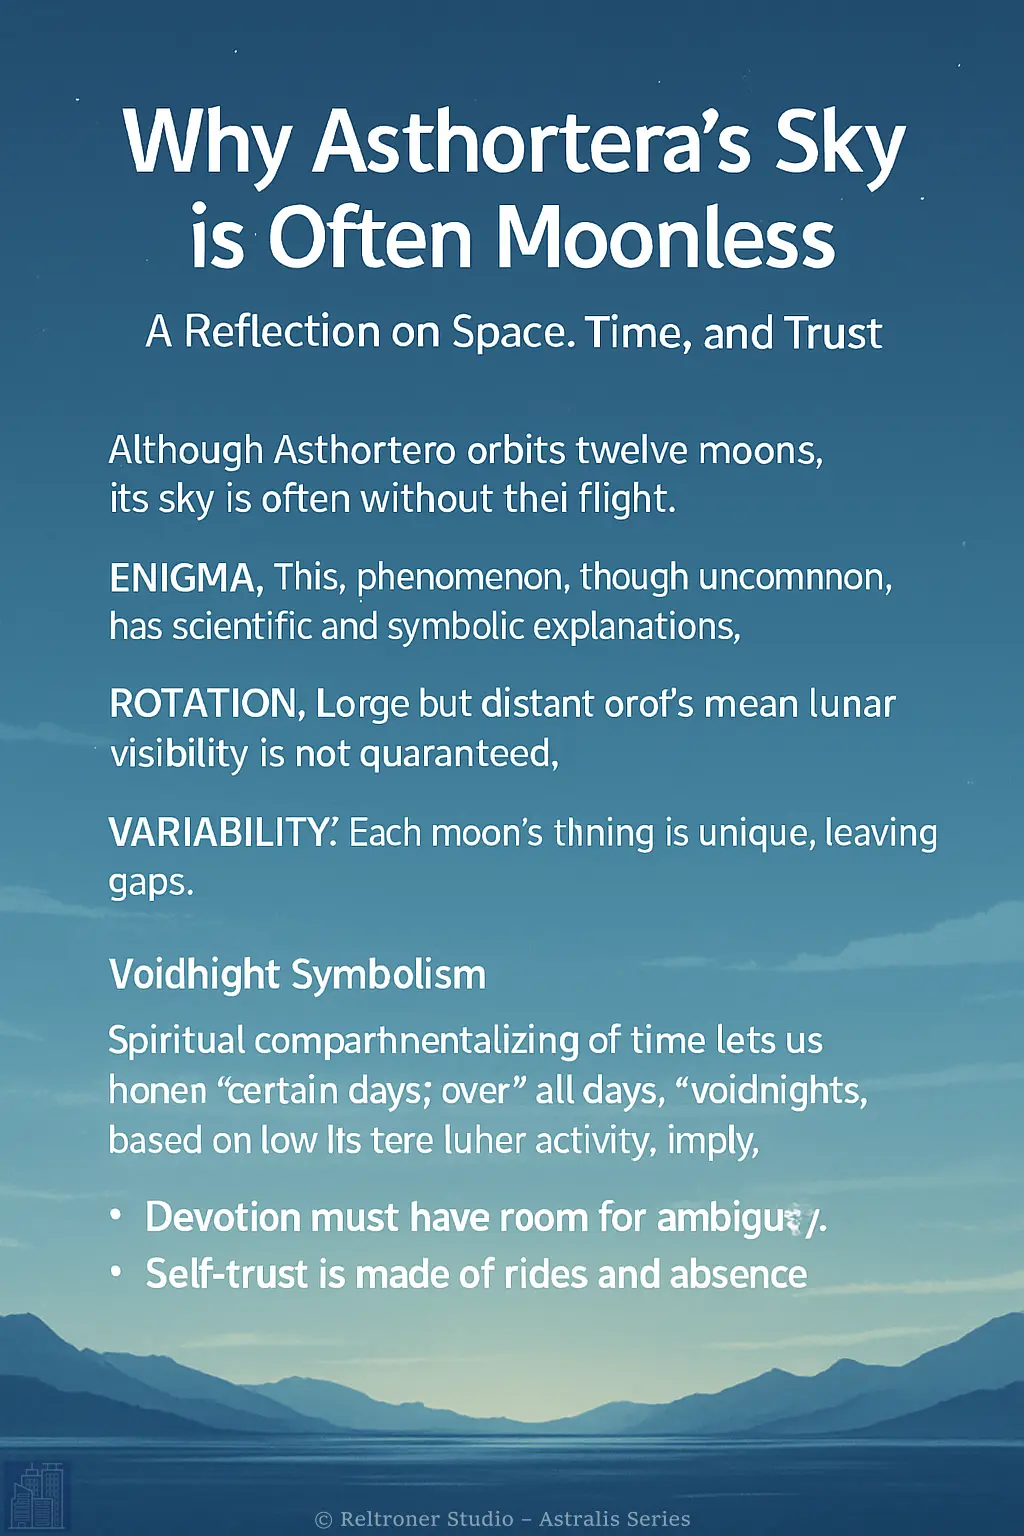 Why Asthortera’s Sky
is Often Moonless
A Reflection on Space. Time, and Trust
Although Asthortero orbits twelve moons,
its sky is often without thei flight.
ENIGMA, This, phenomenon, though uncomnnon,
has scientific and symbolic explanations,
ROTATION, Lorge but distant orof’s mean lunar
visibility is not quaranteed,
VARIABILITY.’ Each moon’s thning is unique, leaving
gaps.
Voidhight Symbolism
Spiritual comparhnentalizing of time lets us
honen “certain days; over” all days, “voidnights,
based on low lts tere luher activity, imply,
• Devotion must have room for
• Self-trust is made of rides and absence
© Reltroner Studio – Astralis Series